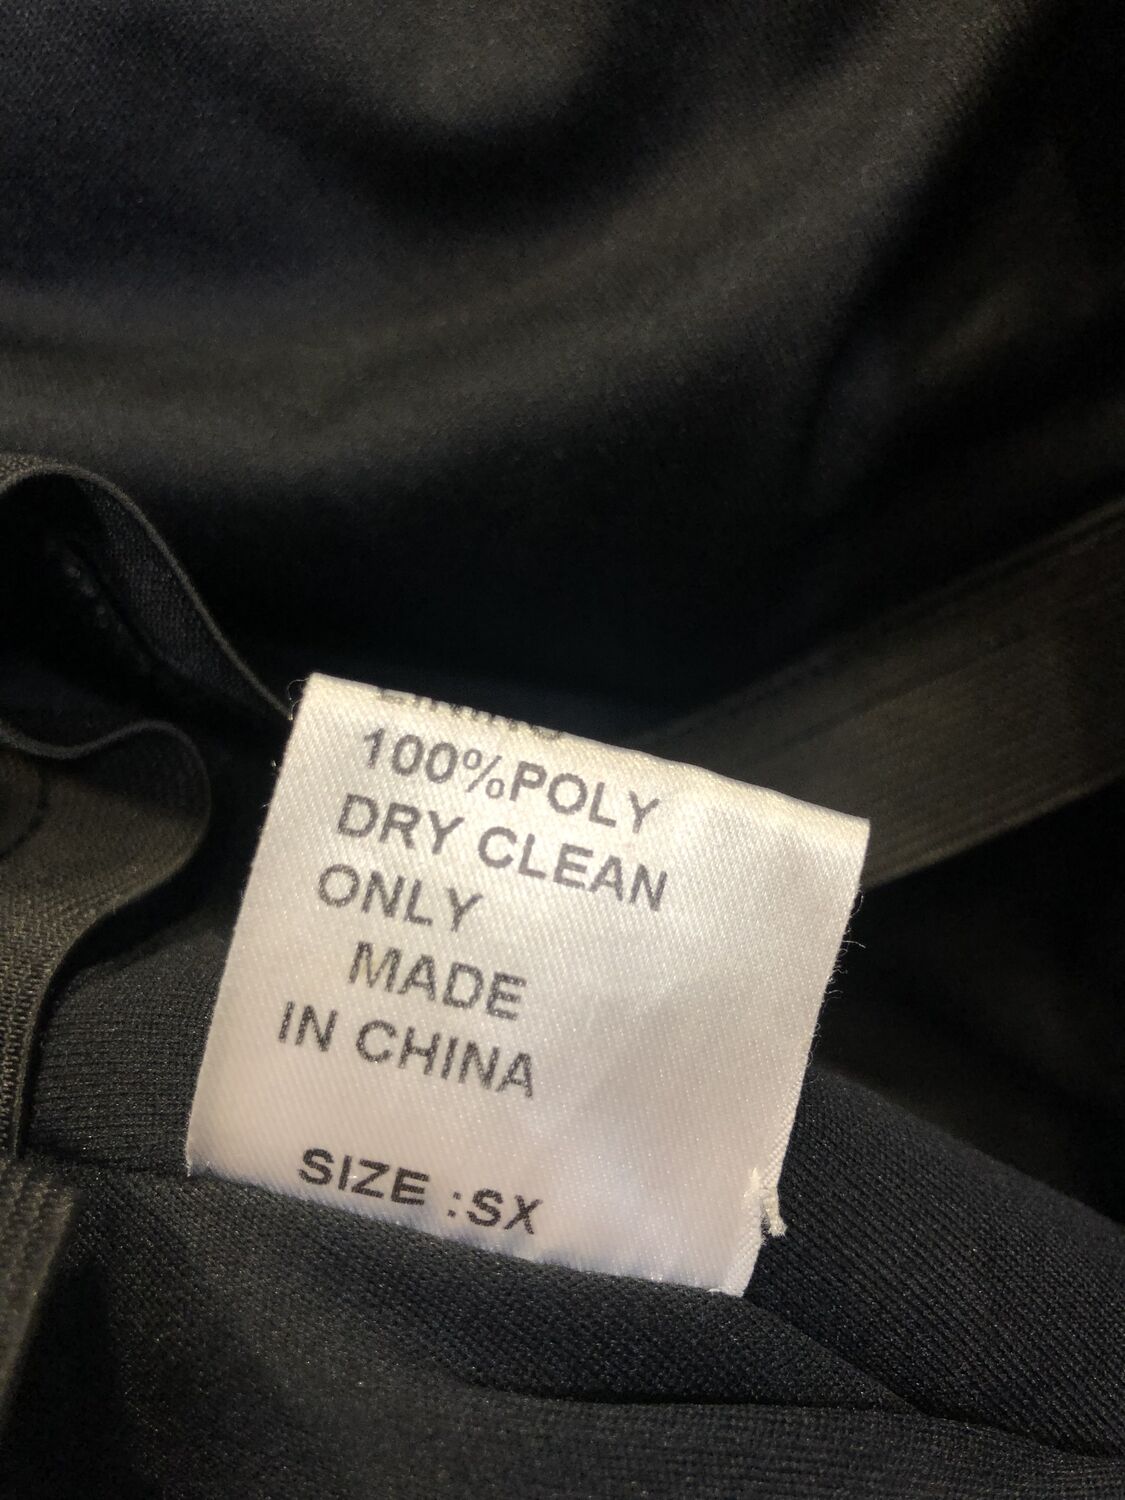 100%POLY
DRY CLEAN
ONLY
MADE
IN CHINA
SIZE :SX